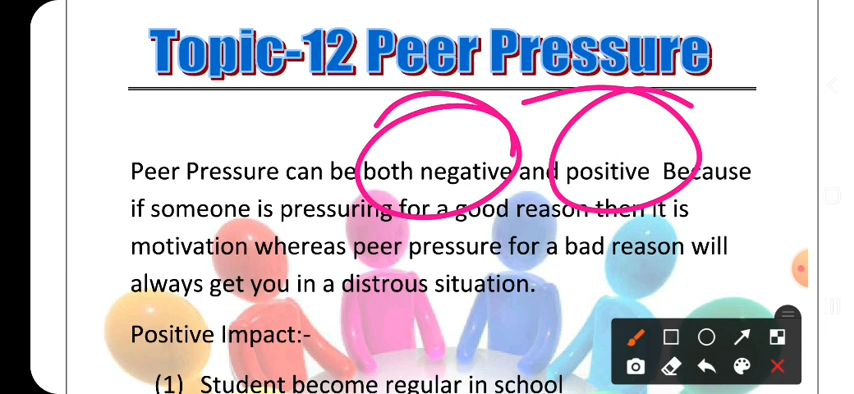 Topic-12 Peer Pressure
Peer Pressure can be both negative and positive Because
if someone is pressuring for a good reason then it is
motivation whereas peer pressure for a bad reason will
always get you in a distrous situation.
Positive Impact:-
(1) Student become regular in school